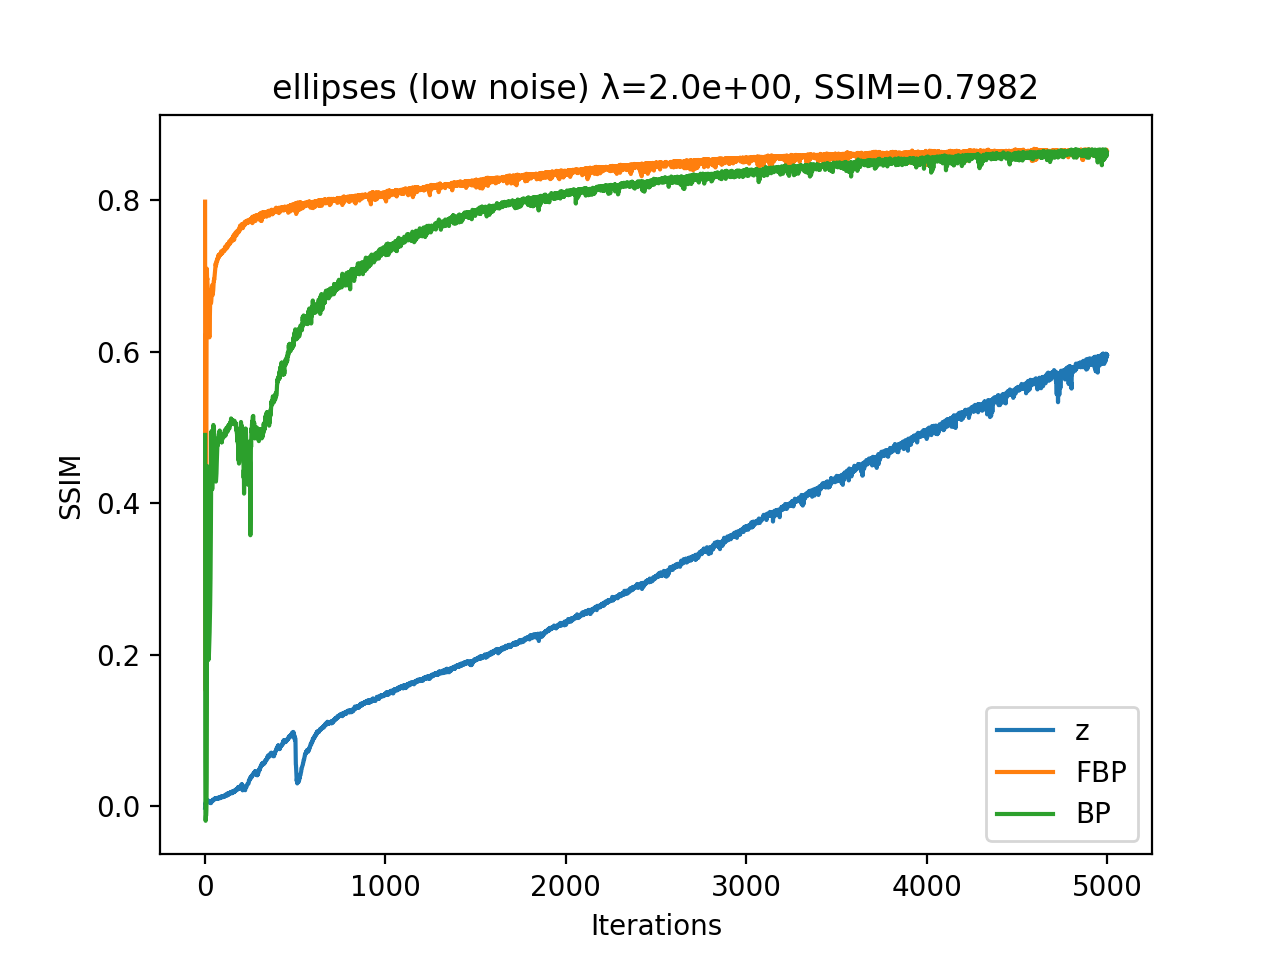 ellipses (low noise) λ=2.0e+00, SSIM=0.7982
SSIM
0.8
0.6
0.4
0.2
0.0
0 1000 2000 3000 4000 5000
Iterations
z
FBP
BP